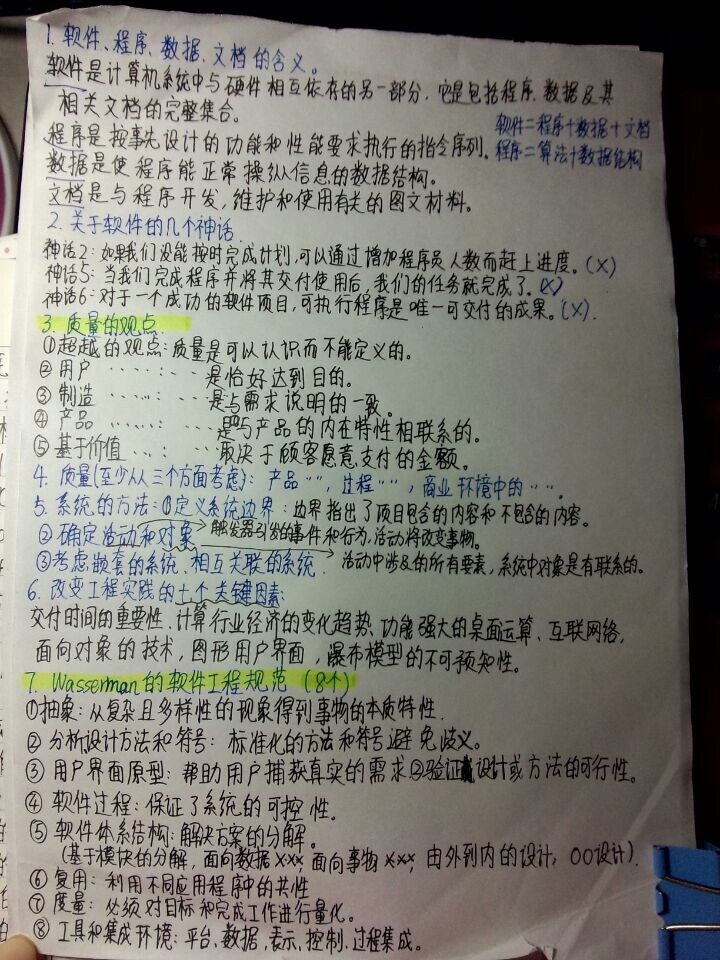 1. 软件、程序、数据、文档的含义。
软件是计算机系统中与硬件相互依存的另一部分，它是包括程序、数据及其
相关文档的完整集合。
软件=程序+数据+文档
程序是按事先设计的功能和性能要求执行的指令序列.
程序=算法+数据结构
数据是使程序能正常操纵信息的数据结构。
文档是与程序开发，维护和使用有关的图文材料。
2. 关于软件的几个神话
神话2：如果我们没能按时完成计划，可以通过增加程序员人数而赶上进度。(X)
神话5：当我们完成程序并将其交付使用后，我们的任务就完成了。(X)
神话6：对于一个成功的软件项目，可执行程序是唯一可交付的成果。(X).
3. 质量的观点
①超越的观点：质量是可以认识而不能定义的。
②用户 ‥‥：‥是恰好达到目的。
③制造 ‥‥：‥是与需求说明的一致。
④产品 ‥‥：‥是与产品的内在特性相联系的。
⑤基于价值‥‥：‥取决于顾客愿意支付的金额。
4. 质量(至少从三个方面考虑)：产品‥‥，过程‥‥，商业环境中的‥‥.
5. 系统的方法：①定义系统边界：边界指出了项目包含的内容和不包含的内容。
②确定活动和对象→触发器引发的事件和行为，活动将改变事物。
③考虑嵌套的系统、相互关联的系统.→活动中涉及的所有要素，系统中对象是有联系的。
6. 改变工程实践的七个关键因素：
交付时间的重要性、计算行业经济的变化趋势、功能强大的桌面运算、互联网络，
面向对象的技术，图形用户界面，瀑布模型的不可预知性。
7. Wasserman的软件工程规范（8个）
①抽象：从复杂且多样性的现象得到事物的本质特性.
②分析设计方法和符号：标准化的方法和符号避免歧义。
③用户界面原型：帮助用户捕获真实的需求②验证设计或方法的可行性。
④软件过程：保证了系统的可控性。
⑤软件体系结构：解决方案的分解。
(基于模块的分解，面向数据xxx，面向事物xxx，由外到内的设计，OO设计).
⑥复用：利用不同应用程序中的共性
⑦度量：必须对目标和完成工作进行量化。
⑧工具和集成环境：平台、数据，表示，控制，过程集成。